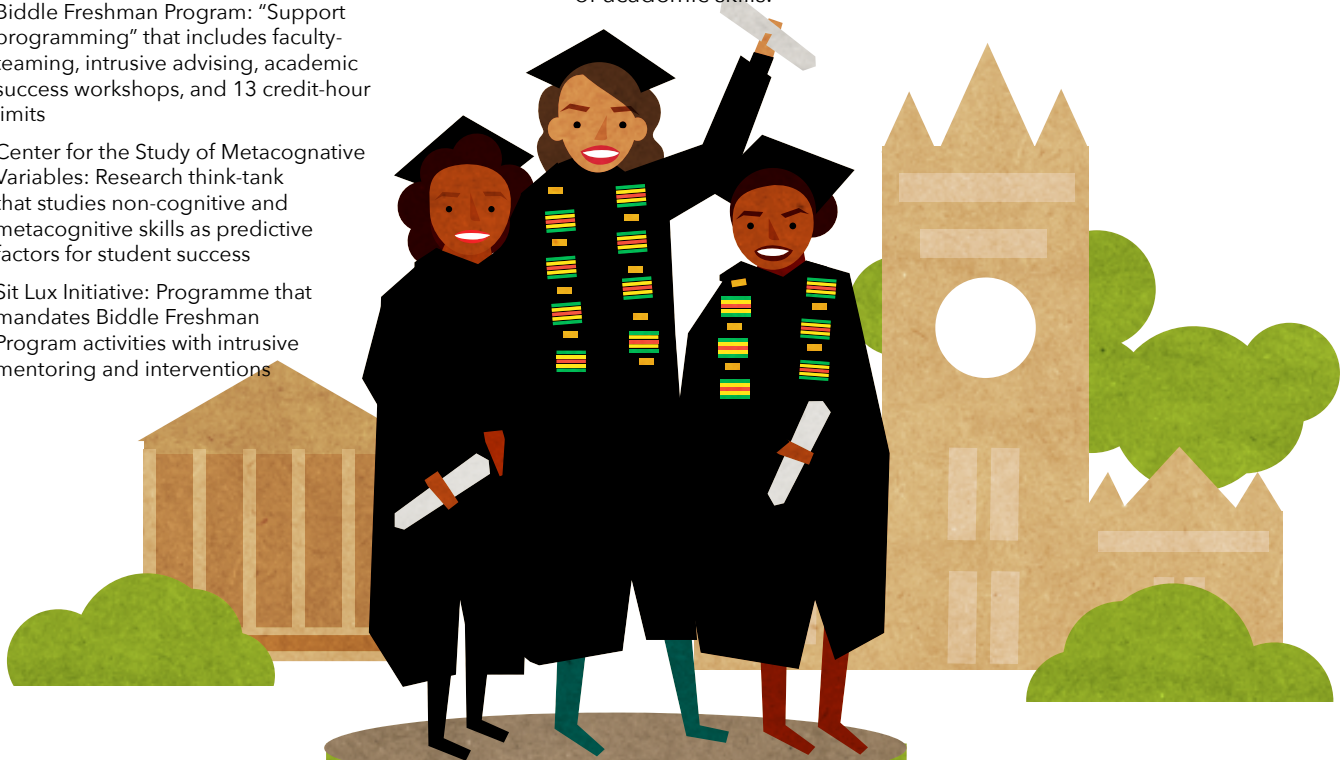 Biddle Freshman Program: “Support
programming” that includes faculty-
teaming, intrusive advising, academic
success workshops, and 13 credit-hour
limits
Center for the Study of Metacognative
Variables: Research think-tank
that studies non-cognitive and
metacognitive skills as predictive
factors for student success
Sit Lux Initiative: Programme that
mandates Biddle Freshman
Program activities with intrusive
mentoring and interventions
of academic skills.